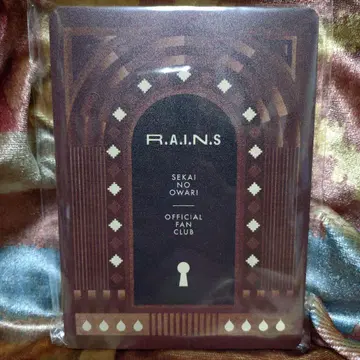 R.A.I.N.S
SEKAI
NO
OWARI
OFFICIAL
FAN
CLUB